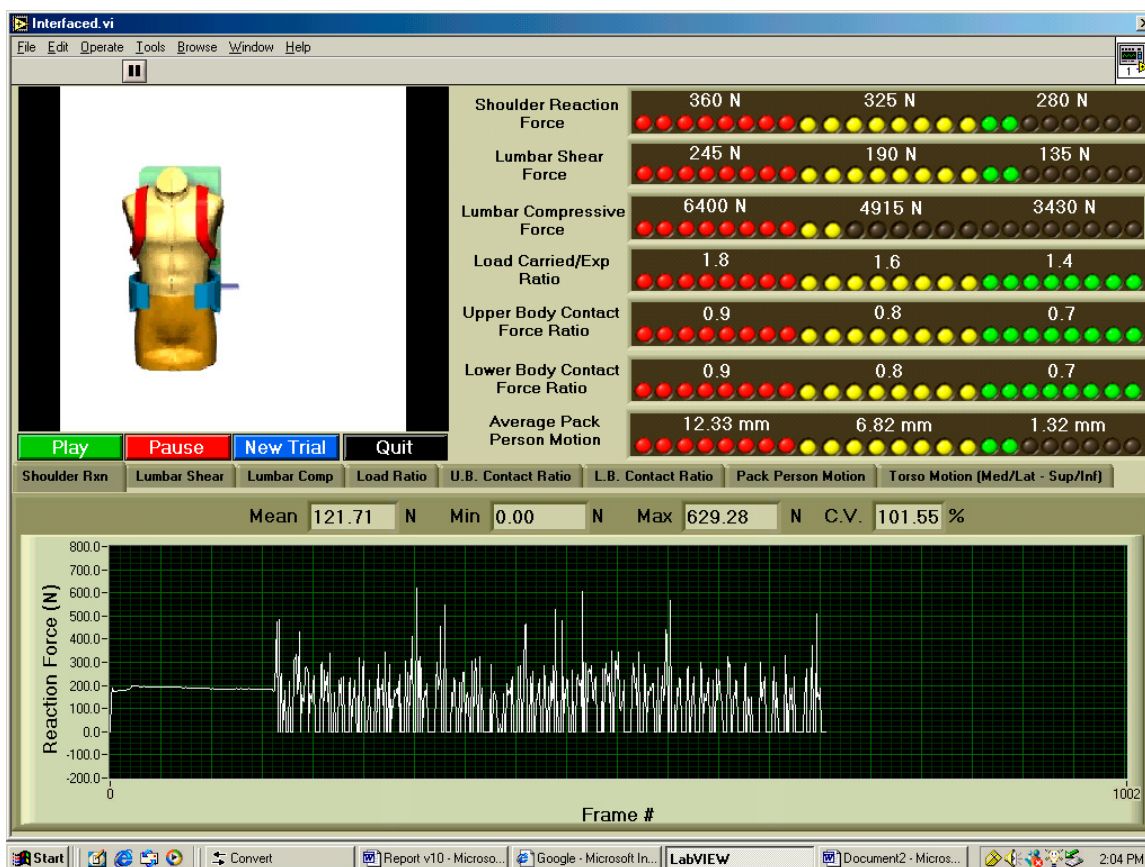 Interfaced.vi
File Edit Operate Tools Browse Window Help
1
Shoulder Reaction
Force
360 N 325 N 280 N
Lumbar Shear
Force
245 N 190 N 135 N
Lumbar Compressive
Force
6400 N 4915 N 3430 N
Load Carried/Exp
Ratio
1.8 1.6 1.4
Upper Body Contact
Force Ratio
0.9 0.8 0.7
Lower Body Contact
Force Ratio
0.9 0.8 0.7
Average Pack
Person Motion
12.33 mm 6.82 mm 1.32 mm
Play Pause New Trial Quit
Shoulder Rxn Lumbar Shear Lumbar Comp Load Ratio U.B. Contact Ratio L.B. Contact Ratio Pack Person Motion Torso Motion (Med/Lat - Sup/Inf)
Mean 121.71 N Min 0.00 N Max 629.28 N C.V. 101.55 %
Reaction Force (N)
800.0
700.0
600.0
500.0
400.0
300.0
200.0
100.0
0.0
-100.0
-200.0
0 1002
Frame #
Start Convert Report v10 - Microso... Google - Microsoft In... LabVIEW Document2 - Micros... 2:04 PM